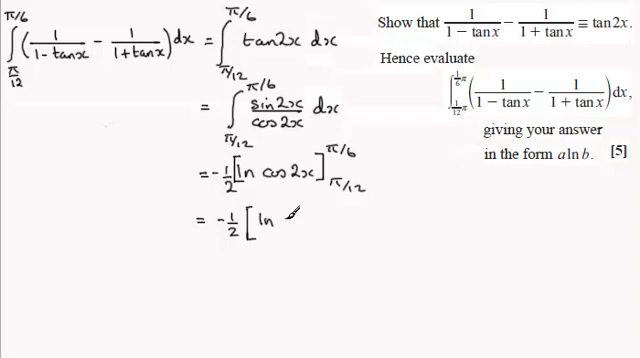 ∫_{π/12}^{π/6} (1/(1-tanx) - 1/(1+tanx)) dx = ∫_{π/12}^{π/6} tan2x dx
= ∫_{π/12}^{π/6} sin2x/cos2x dx
= -1/2 [ln cos2x]_{π/12}^{π/6}
= -1/2 [ ln
Show that 1/(1 − tan x) − 1/(1 + tan x) ≡ tan 2x.
Hence evaluate
∫_{1/12 π}^{1/6 π} (1/(1 − tan x) − 1/(1 + tan x)) dx,
giving your answer
in the form a ln b. [5]